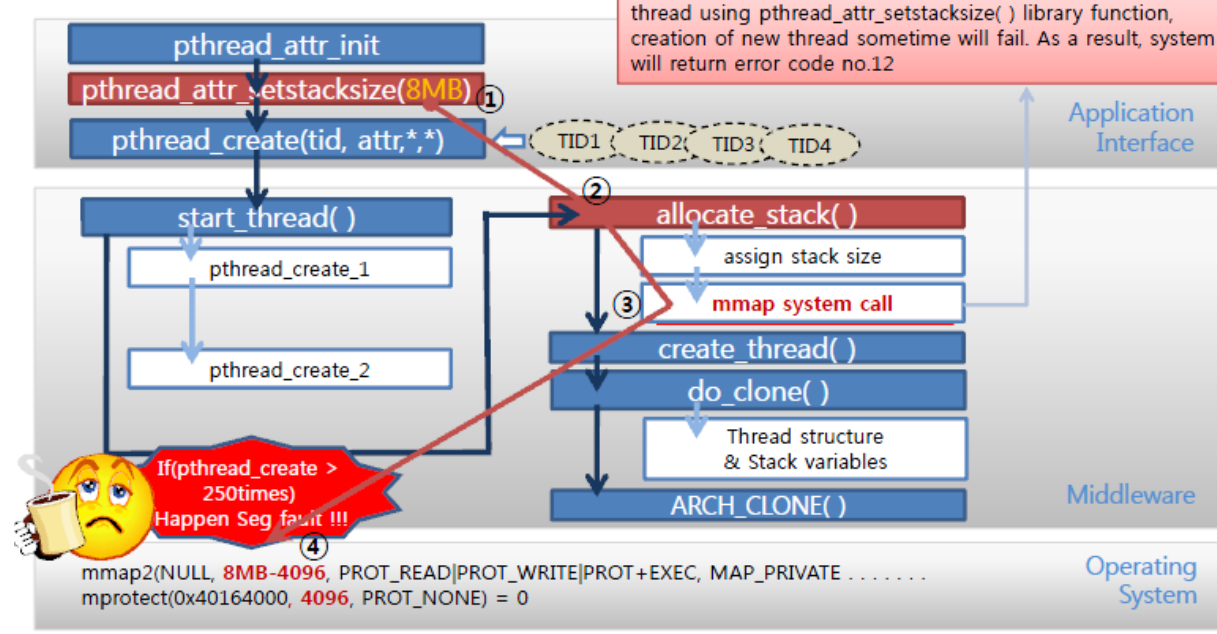 thread using pthread_attr_setstacksize( ) library function,
creation of new thread sometime will fail. As a result, system
will return error code no.12
pthread_attr_init
pthread_attr_setstacksize(8MB)
①
pthread_create(tid, attr,*,*)
TID1
TID2
TID3
TID4
Application
Interface
②
start_thread( )
pthread_create_1
pthread_create_2
allocate_stack( )
assign stack size
③
mmap system call
create_thread( )
do_clone( )
Thread structure
& Stack variables
ARCH_CLONE( )
Middleware
If(pthread_create >
250times)
Happen Seg fault !!!
④
mmap2(NULL, 8MB-4096, PROT_READ|PROT_WRITE|PROT+EXEC, MAP_PRIVATE . . . . . . .
mprotect(0x40164000, 4096, PROT_NONE) = 0
Operating
System